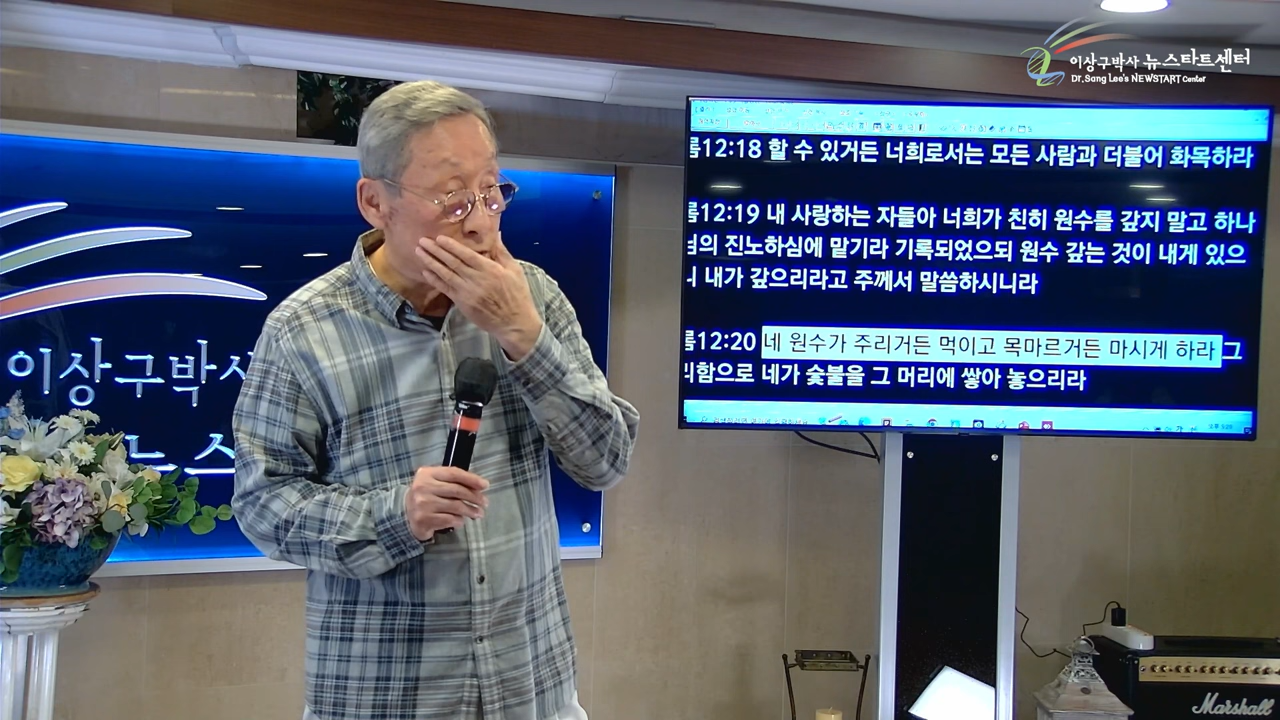 이상구박사 뉴스타트센터
Dr. Sang Lee's NEWSTART Center
롬12:18 할 수 있거든 너희로서는 모든 사람과 더불어 화목하라
롬12:19 내 사랑하는 자들아 너희가 친히 원수를 갚지 말고 하나
님의 진노하심에 맡기라 기록되었으되 원수 갚는 것이 내게 있으
니 내가 갚으리라고 주께서 말씀하시니라
롬12:20 네 원수가 주리거든 먹이고 목마르거든 마시게 하라 그
리함으로 네가 숯불을 그 머리에 쌓아 놓으리라
이상구박사
뉴스
Marshall